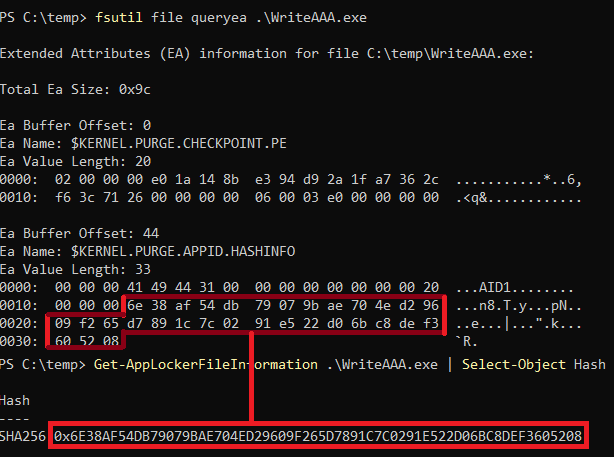 PS C:\temp> fsutil file queryea .\WriteAAA.exe
Extended Attributes (EA) information for file C:\temp\WriteAAA.exe:
Total Ea Size: 0x9c
Ea Buffer Offset: 0
Ea Name: $KERNEL.PURGE.CHECKPOINT.PE
Ea Value Length: 20
0000:  02 00 00 00 e0 1a 14 8b  e3 94 d9 2a 1f a7 36 2c  ...........*..6,
0010:  f6 3c 71 26 00 00 00 00  06 00 03 e0 00 00 00 00  .<q&............
Ea Buffer Offset: 44
Ea Name: $KERNEL.PURGE.APPID.HASHINFO
Ea Value Length: 33
0000:  00 00 00 41 49 44 31 00  00 00 00 00 00 00 00 20  ...AID1........
0010:  00 00 00 6e 38 af 54 db  79 07 9b ae 70 4e d2 96  ...n8.T.y...pN..
0020:  09 f2 65 d7 89 1c 7c 02  91 e5 22 d0 6b c8 de f3  ..e...|...".k...
0030:  60 52 08  `R.
PS C:\temp> Get-AppLockerFileInformation .\WriteAAA.exe | Select-Object Hash
Hash
----
SHA256 0x6E38AF54DB79079BAE704ED29609F265D7891C7C0291E522D06BC8DEF3605208